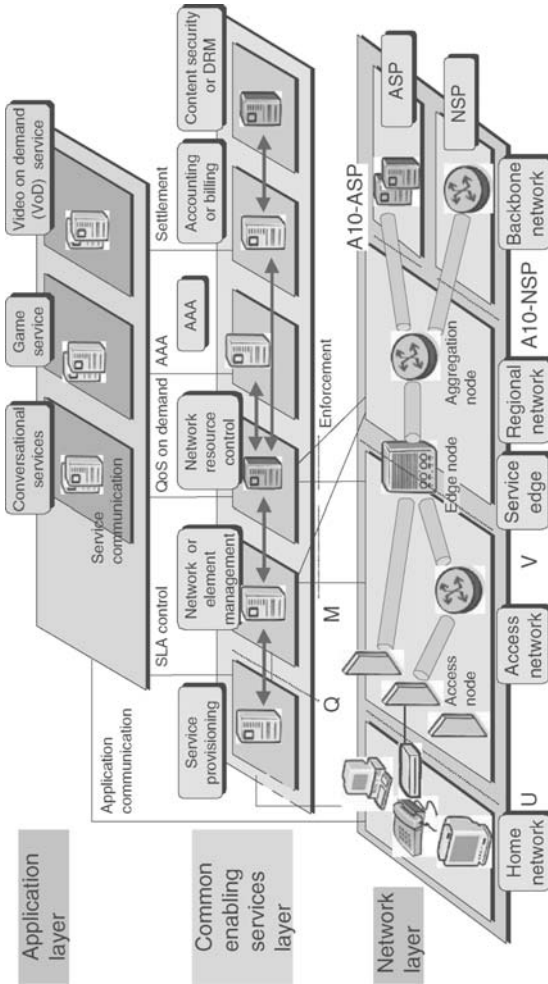 Application
layer
Conversational services
Game
service
Video on demand
(VoD) service
Service
communication
Application
communication
SLA control
QoS on demand
AAA
Settlement
Common
enabling
services
layer
Service
provisioning
Network or
element
management
Network
resource
control
AAA
Accounting
or billing
Content security
or DRM
Q
M
Enforcement
A10-ASP
Network
layer
ASP
NSP
Access
node
Edge node
Aggregation
node
U
V
A10-NSP
Home
network
Access
network
Service
edge
Regional
network
Backbone
network